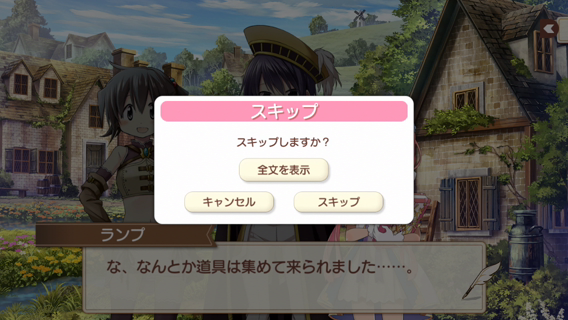 スキップ
スキップしますか？
全文を表示
キャンセル
スキップ
ランプ
な、なんとか道具は集めて来られました……。